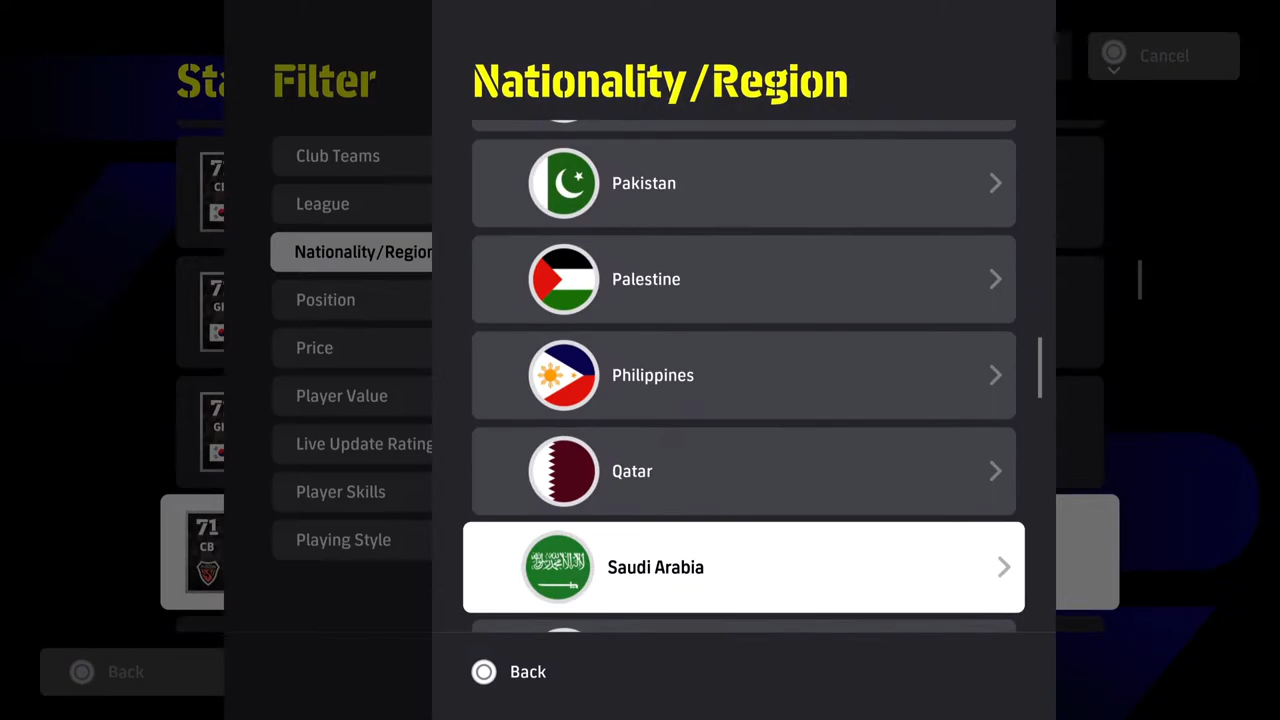 Sta
Filter
Nationality/Region
Cancel
Club Teams
League
Nationality/Region
Position
Price
Player Value
Live Update Rating
Player Skills
Playing Style
71
CB
Pakistan
Palestine
Philippines
Qatar
Saudi Arabia
Back
Back